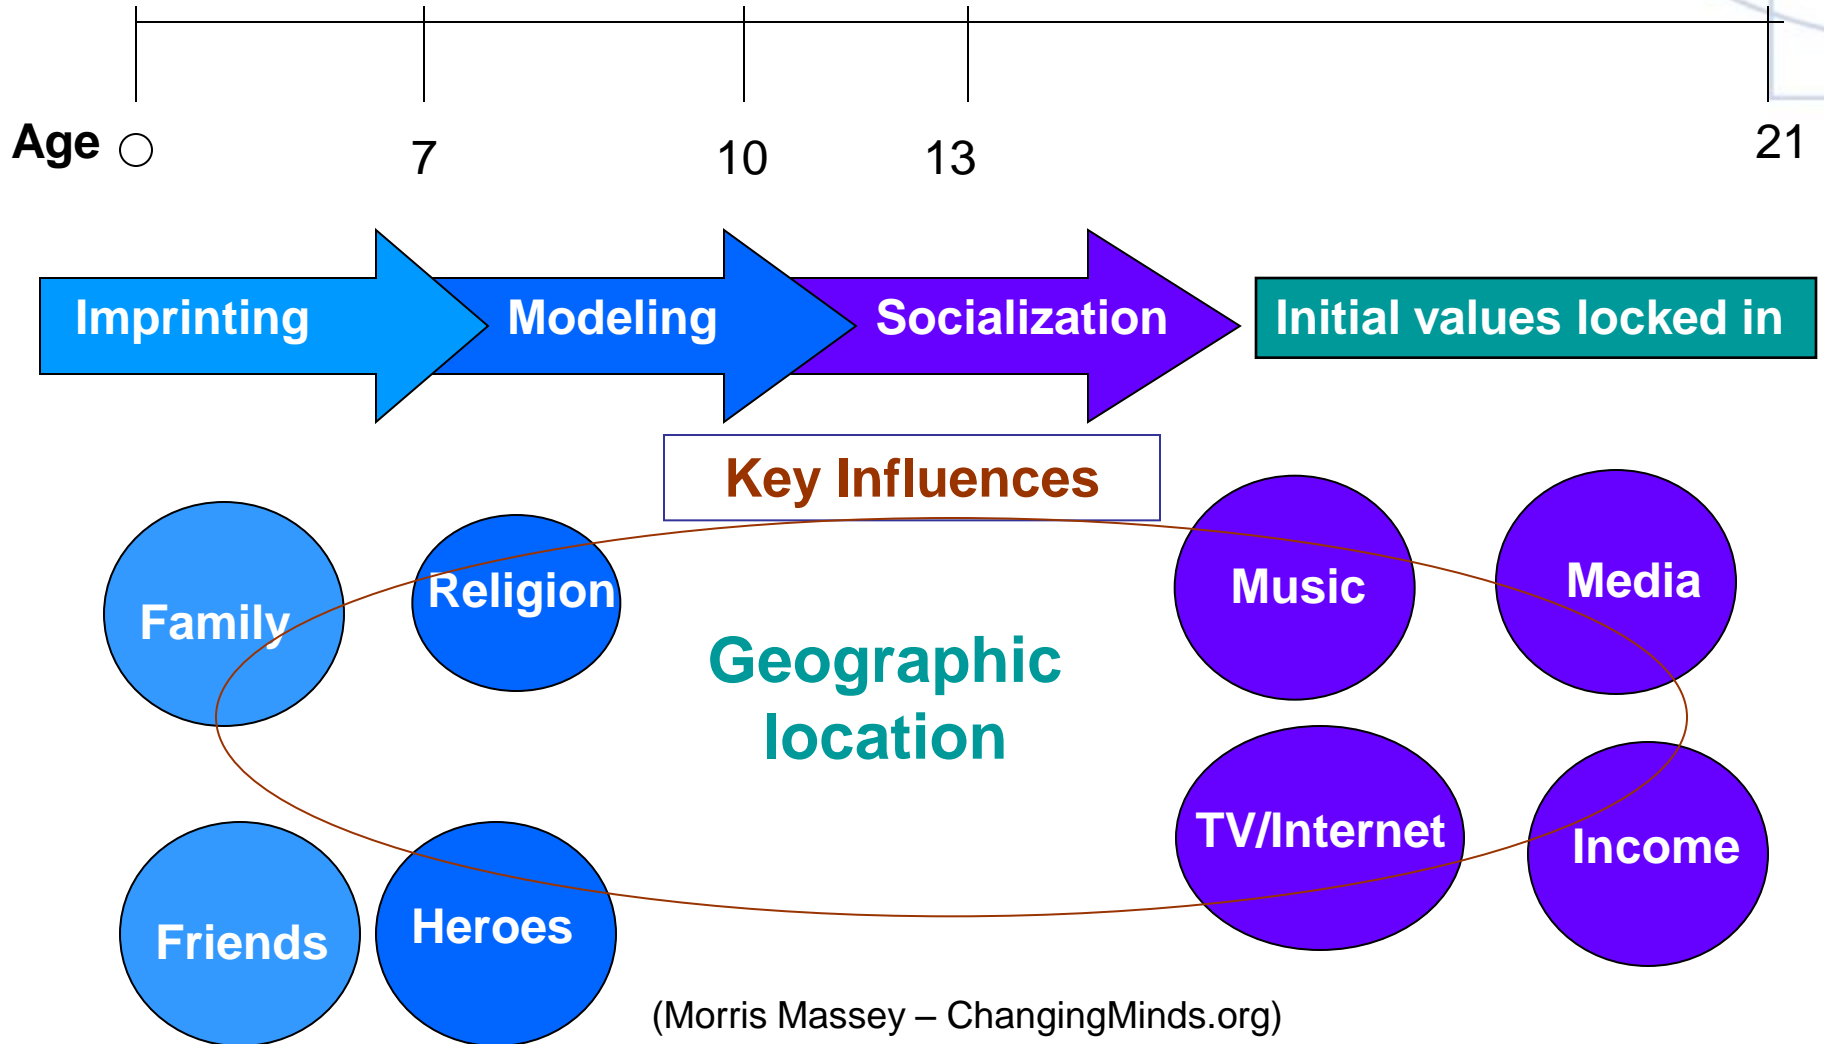 Age 7 10 13 21
Imprinting Modeling Socialization Initial values locked in
Key Influences
Family Religion Music Media
Geographic
location
Friends Heroes TV/Internet Income
(Morris Massey – ChangingMinds.org)